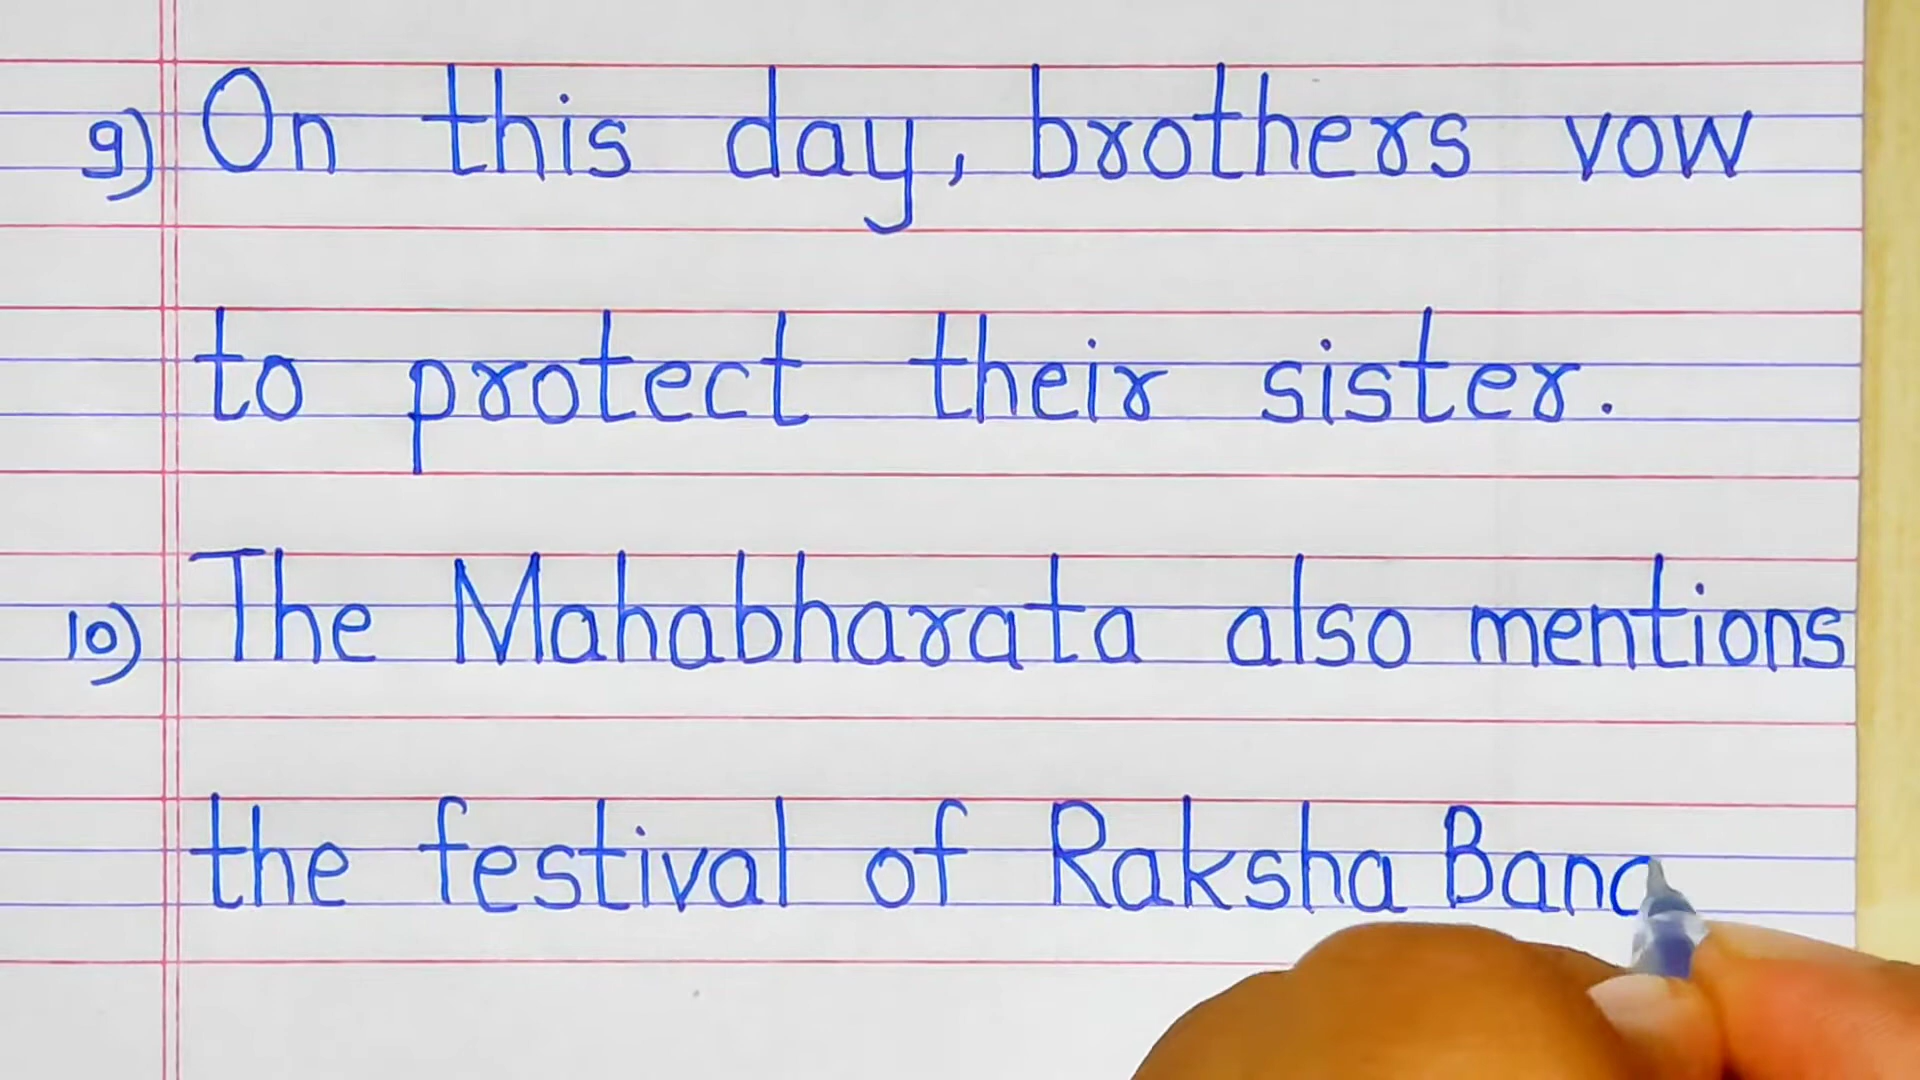 9) On this day, brothers vow
to protect their sister.
10) The Mahabharata also mentions
the festival of Raksha